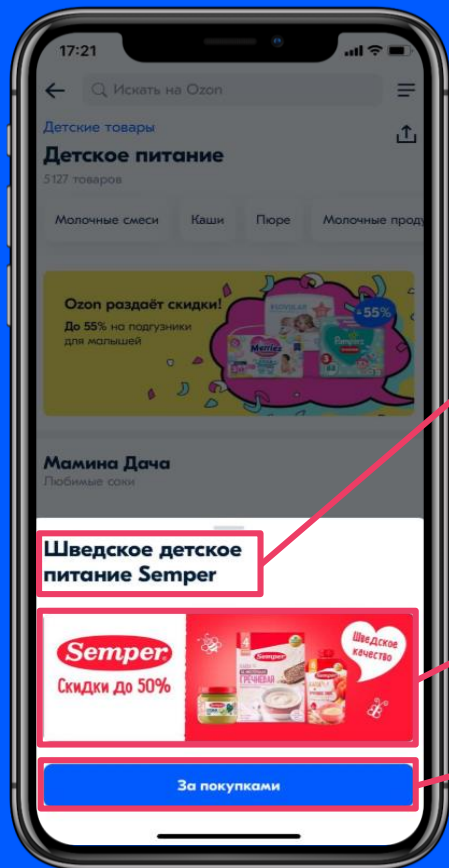 17:21
Искать на Ozon
Детские товары
Детское питание
5127 товаров
Молочные смеси Каши Пюре Молочные проду
Ozon раздаёт скидки!
До 55% на подгузники
для малышей
-55%
Merries
Pampers
3
Мамина Дача
Любимые соки
Шведское детское
питание Semper
Semper
Скидки до 50%
4
Semper
ГРЕЧНЕВАЯ
Шведское
качество
За покупками